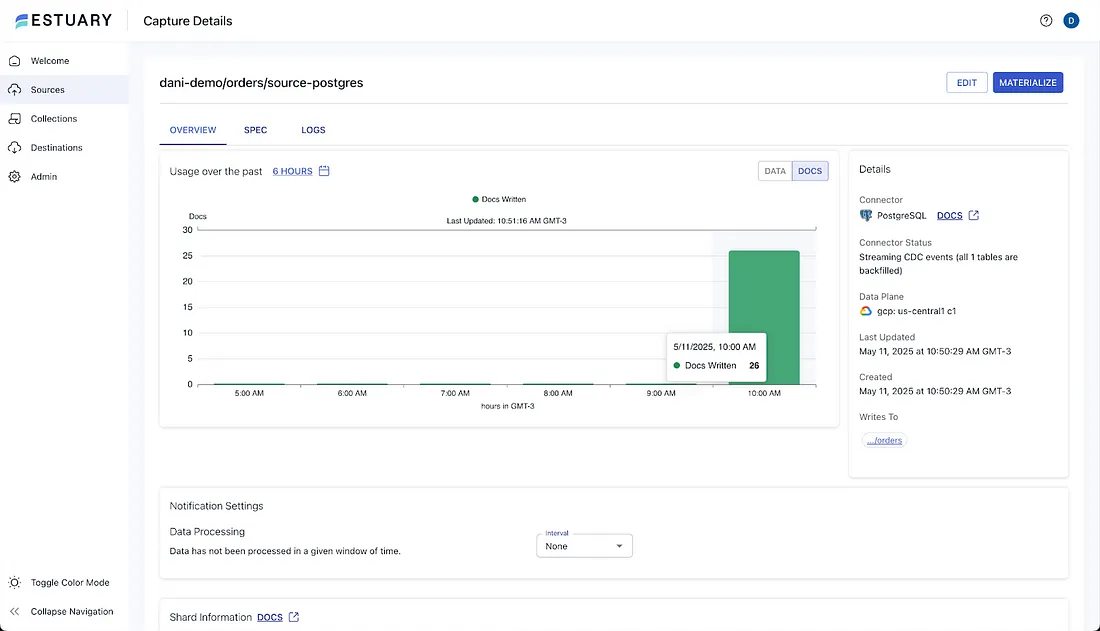 ESTUARY
Capture Details
D
Welcome
Sources
Collections
Destinations
Admin
dani-demo/orders/source-postgres
EDIT
MATERIALIZE
OVERVIEW
SPEC
LOGS
Usage over the past 6 HOURS
DATA
DOCS
Docs Written
Last Updated: 10:51:16 AM GMT-3
Docs
30
25
20
15
10
5
0
5/11/2025, 10:00 AM
Docs Written 26
5:00 AM
6:00 AM
7:00 AM
8:00 AM
9:00 AM
10:00 AM
hours in GMT-3
Details
Connector
PostgreSQL DOCS
Connector Status
Streaming CDC events (all 1 tables are
backfilled)
Data Plane
gcp: us-central1 c1
Last Updated
May 11, 2025 at 10:50:29 AM GMT-3
Created
May 11, 2025 at 10:50:29 AM GMT-3
Writes To
.../orders
Notification Settings
Data Processing
Data has not been processed in a given window of time.
Interval
None
Shard Information DOCS
Toggle Color Mode
Collapse Navigation